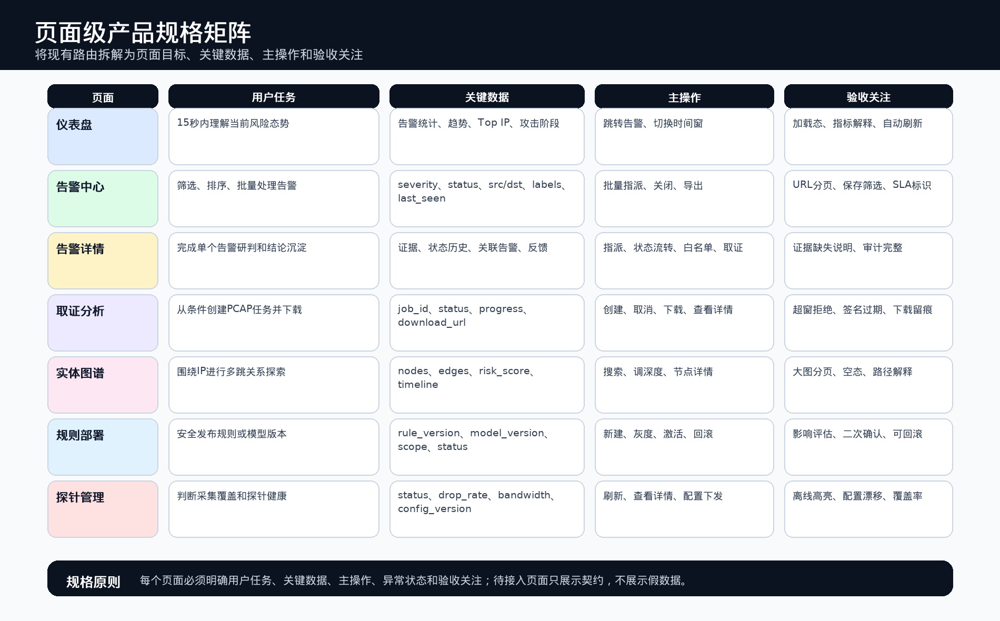 页面级产品规格矩阵
将现有路由拆解为页面目标、关键数据、主操作和验收关注
页面
用户任务
关键数据
主操作
验收关注
仪表盘
15秒内理解当前风险态势
告警统计、趋势、Top IP、攻击阶段
跳转告警、切换时间窗
加载态、指标解释、自动刷新
告警中心
筛选、排序、批量处理告警
severity、status、src/dst、labels、
last_seen
批量指派、关闭、导出
URL分页、保存筛选、SLA标识
告警详情
完成单个告警研判和结论沉淀
证据、状态历史、关联告警、反馈
指派、状态流转、白名单、取证
证据缺失说明、审计完整
取证分析
从条件创建PCAP任务并下载
job_id、status、progress、
download_url
创建、取消、下载、查看详情
超窗拒绝、签名过期、下载留痕
实体图谱
围绕IP进行多跳关系探索
nodes、edges、risk_score、
timeline
搜索、调深度、节点详情
大图分页、空态、路径解释
规则部署
安全发布规则或模型版本
rule_version、model_version、
scope、status
新建、灰度、激活、回滚
影响评估、二次确认、可回滚
探针管理
判断采集覆盖和探针健康
status、drop_rate、bandwidth、
config_version
刷新、查看详情、配置下发
离线高亮、配置漂移、覆盖率
规格原则
每个页面必须明确用户任务、关键数据、主操作、异常状态和验收关注；待接入页面只展示契约，不展示假数据。